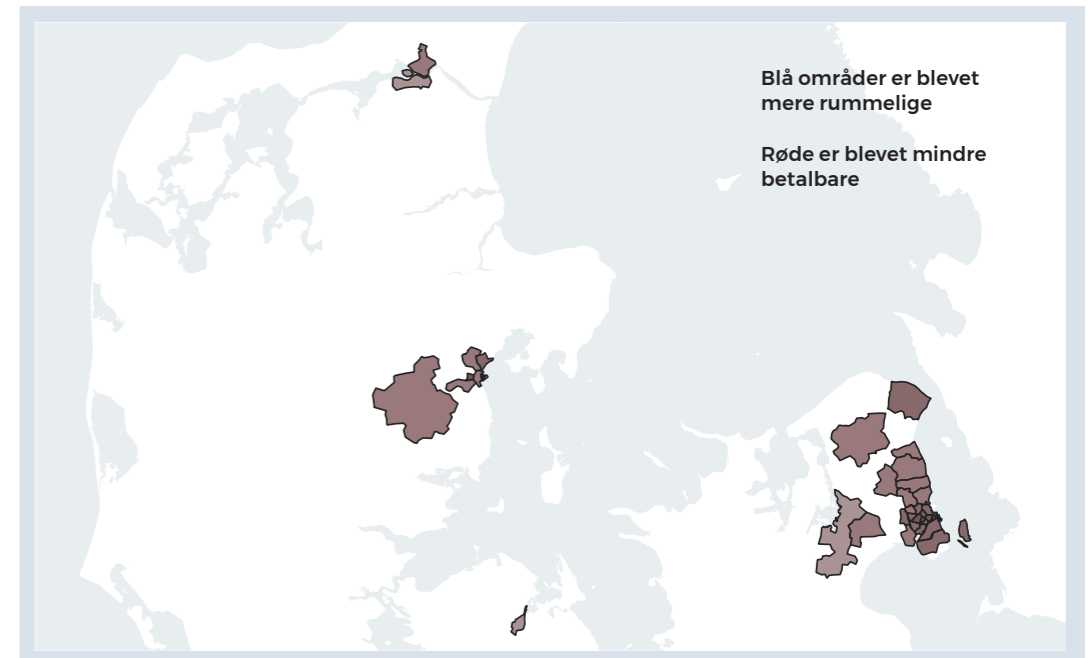 Blå områder er blevet
mere rummelige
Røde er blevet mindre
betalbare